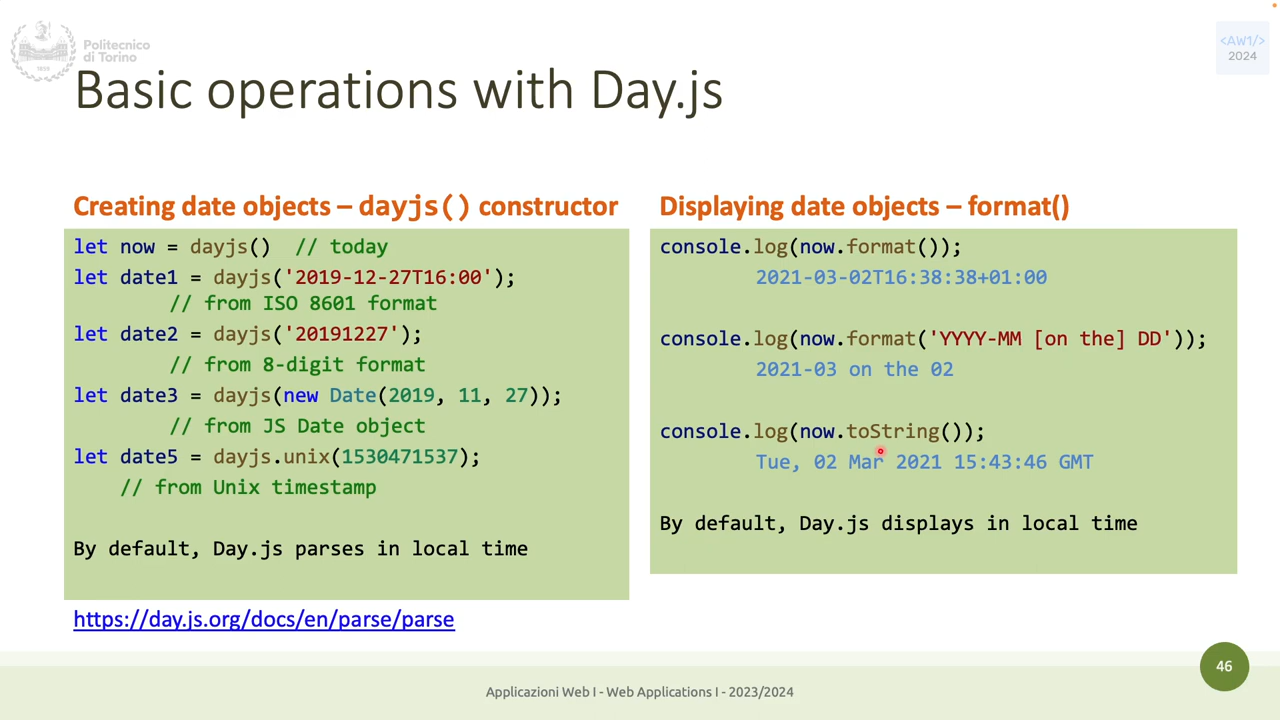 Politecnico
di Torino
1859
<AW1/>
2024
Basic operations with Day.js
Creating date objects – dayjs() constructor
let now = dayjs()  // today
let date1 = dayjs('2019-12-27T16:00');
// from ISO 8601 format
let date2 = dayjs('20191227');
// from 8-digit format
let date3 = dayjs(new Date(2019, 11, 27));
// from JS Date object
let date5 = dayjs.unix(1530471537);
// from Unix timestamp
By default, Day.js parses in local time
https://day.js.org/docs/en/parse/parse
Displaying date objects – format()
console.log(now.format());
2021-03-02T16:38:38+01:00
console.log(now.format('YYYY-MM [on the] DD'));
2021-03 on the 02
console.log(now.toString());
Tue, 02 Mar 2021 15:43:46 GMT
By default, Day.js displays in local time
46
Applicazioni Web I - Web Applications I - 2023/2024